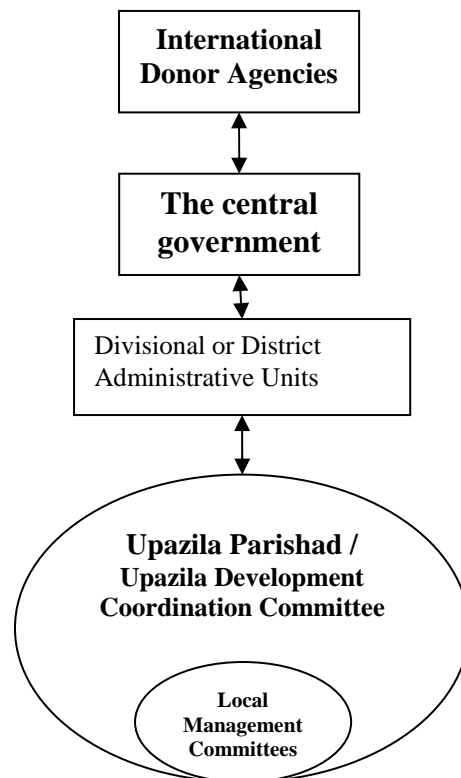 International
Donor Agencies
The central
government
Divisional or District
Administrative Units
Upazila Parishad /
Upazila Development
Coordination Committee
Local
Management
Committees